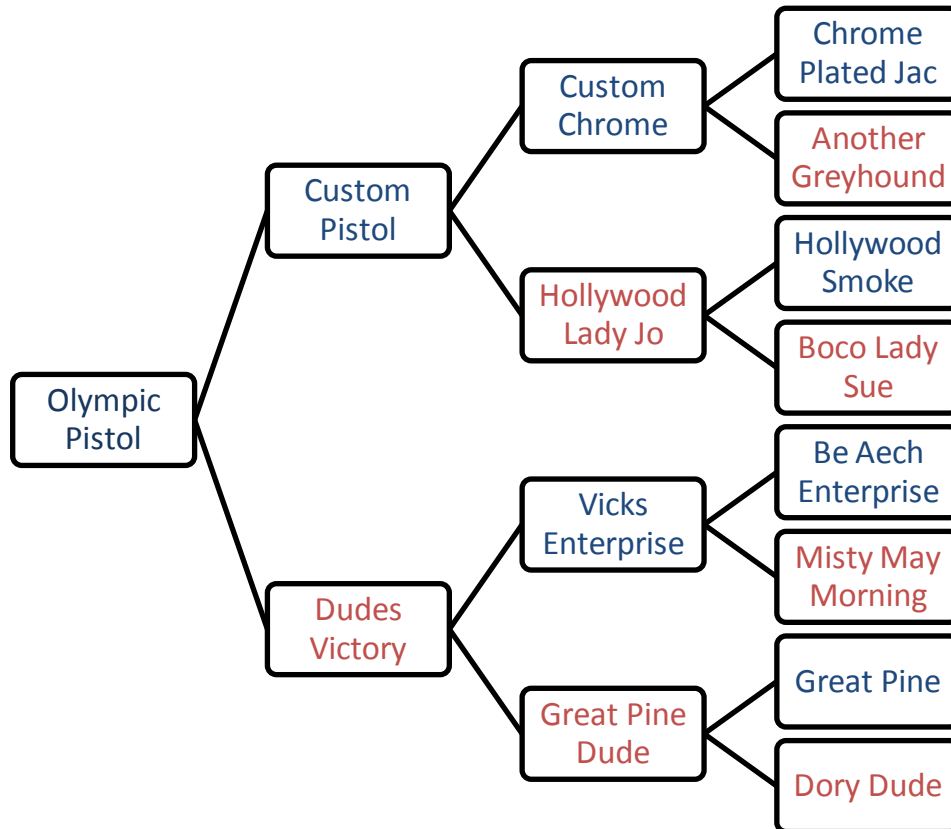 Chrome
Plated Jac
Custom
Chrome
Another
Greyhound
Custom
Pistol
Hollywood
Smoke
Hollywood
Lady Jo
Boco Lady
Sue
Olympic
Pistol
Be Aech
Enterprise
Vicks
Enterprise
Misty May
Morning
Dudes
Victory
Great Pine
Great Pine
Dude
Dory Dude